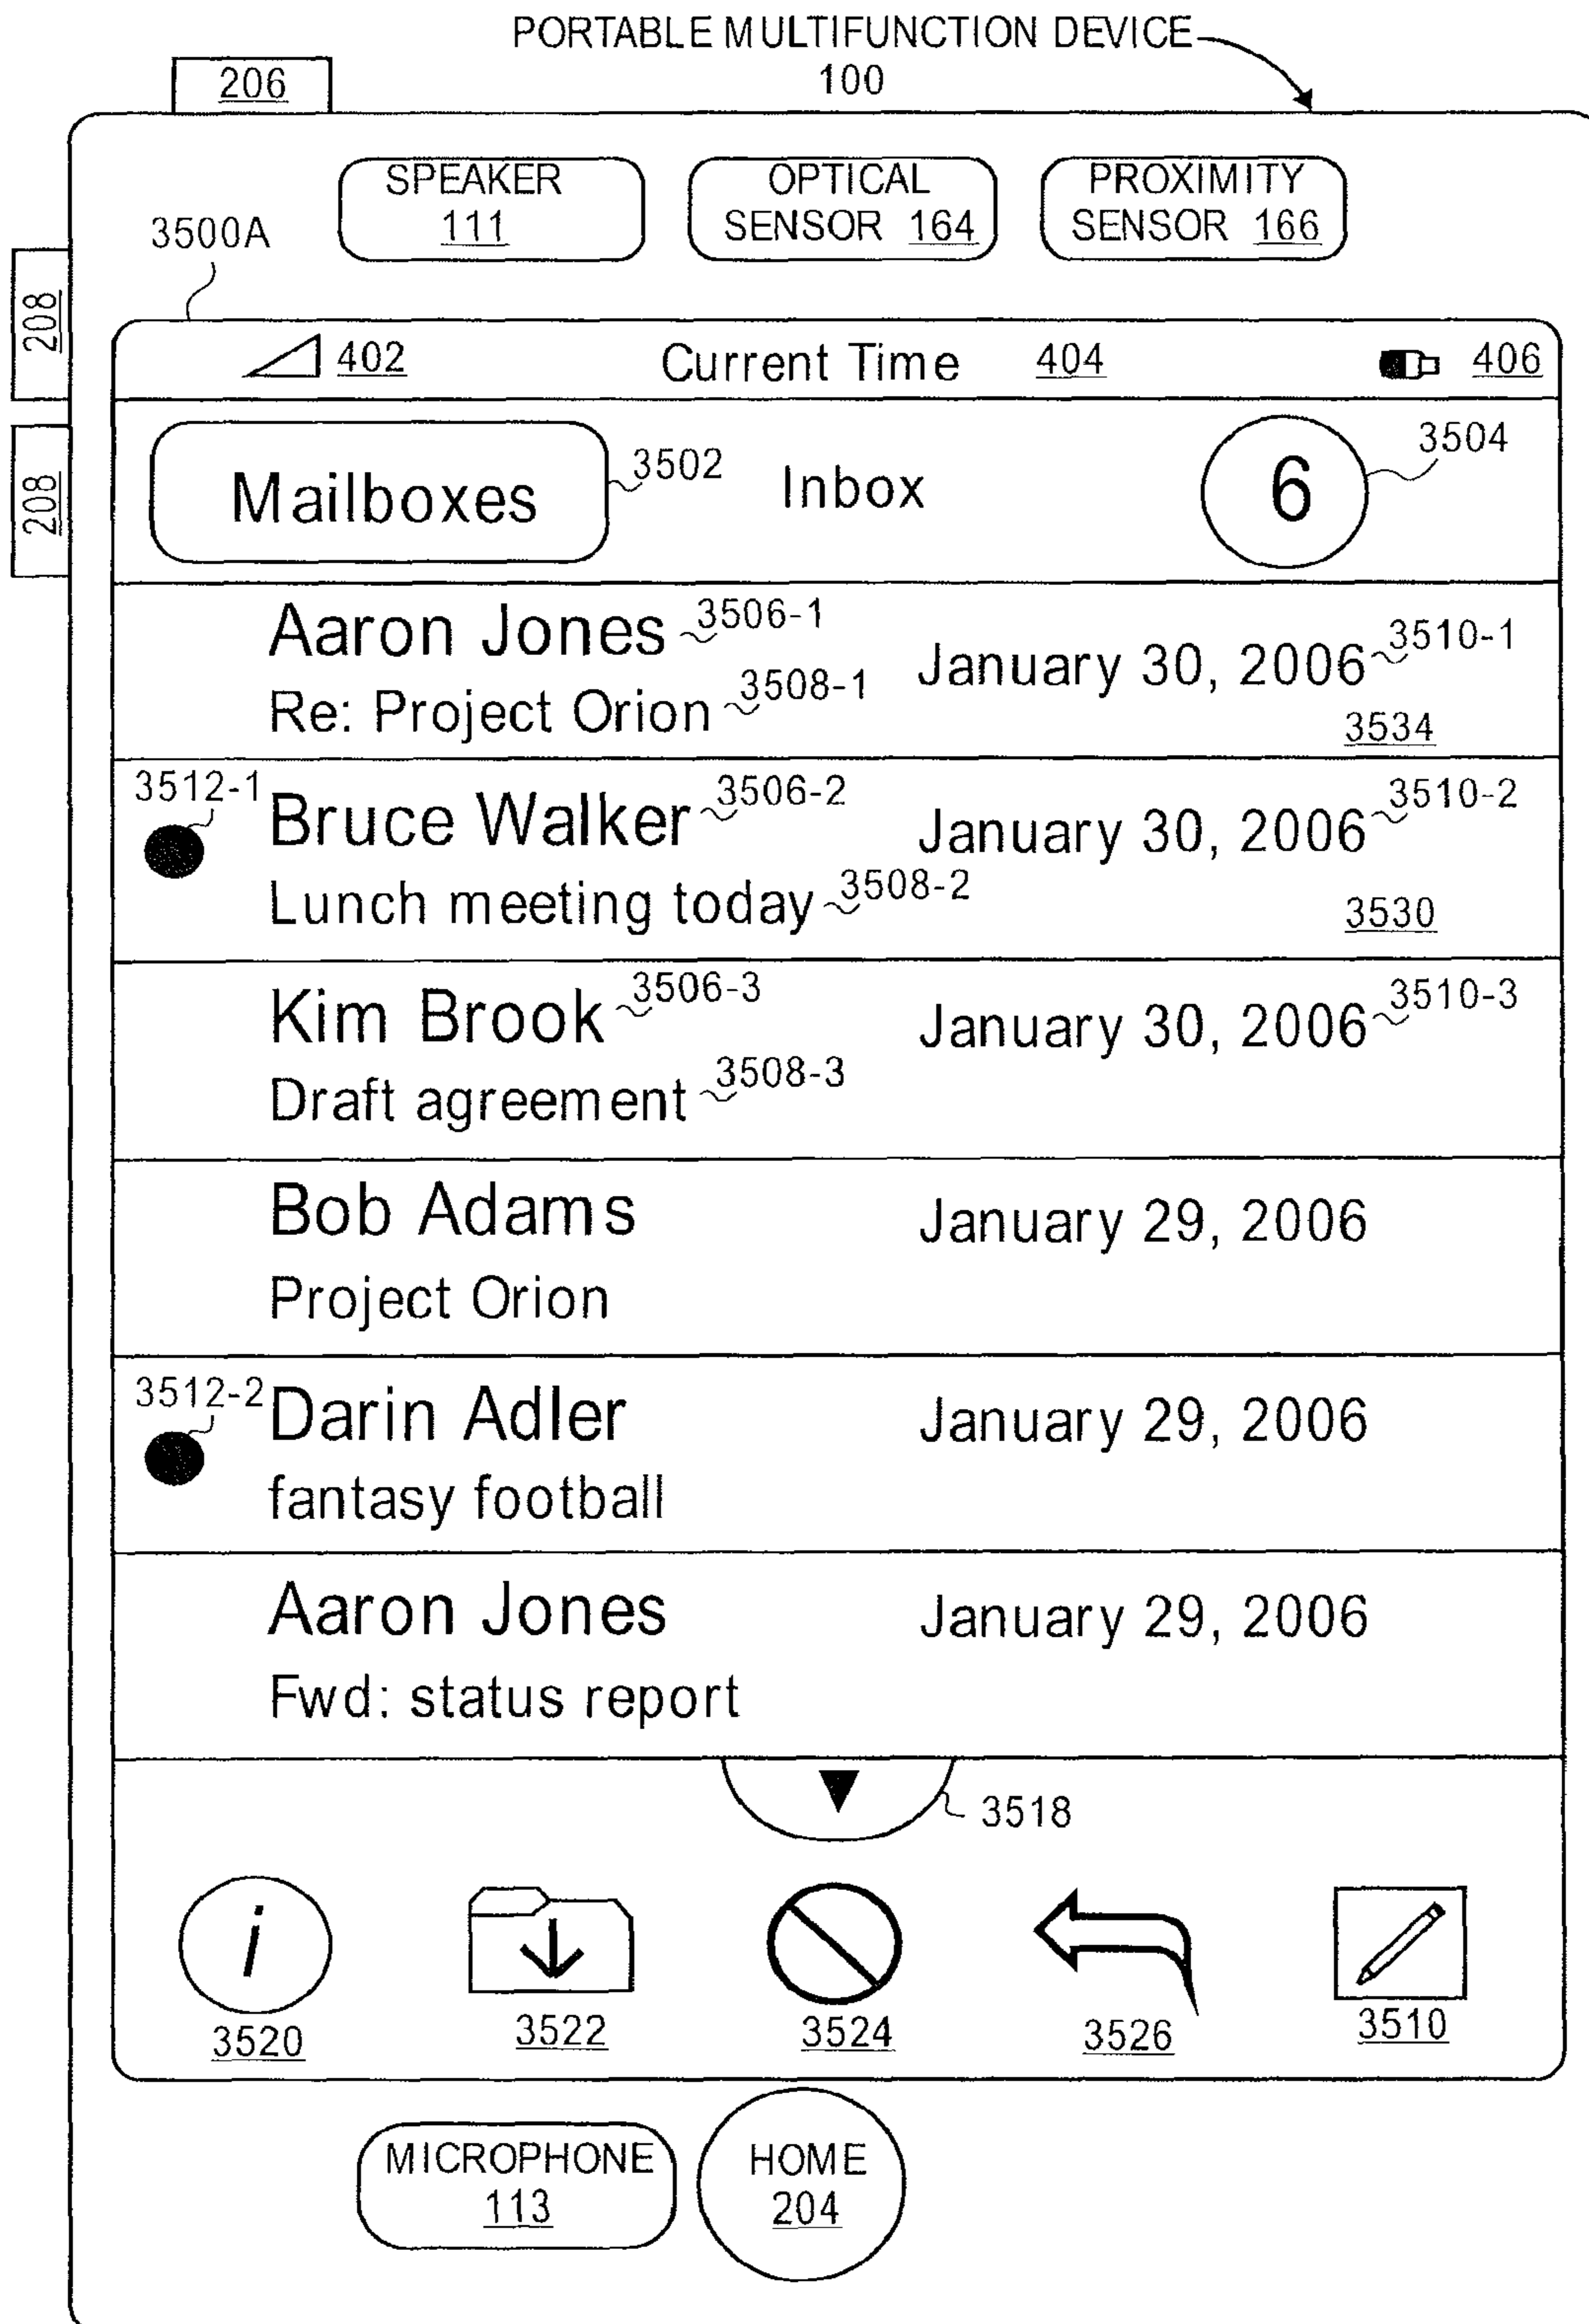 PORTABLE MULTIFUNCTION DEVICE
100
206
SPEAKER
111
OPTICAL
SENSOR 164
PROXIMITY
SENSOR 166
3500A
208
208
402 Current Time 404 406
Mailboxes 3502 Inbox 6 3504
Aaron Jones 3506-1
January 30, 2006 3510-1
Re: Project Orion 3508-1
3534
3512-1
Bruce Walker 3506-2
January 30, 2006 3510-2
Lunch meeting today 3508-2
3530
Kim Brook 3506-3
January 30, 2006 3510-3
Draft agreement 3508-3
Bob Adams January 29, 2006
Project Orion
3512-2
Darin Adler January 29, 2006
fantasy football
Aaron Jones January 29, 2006
Fwd: status report
3518
i
3520 3522 3524 3526 3510
MICROPHONE
113
HOME
204